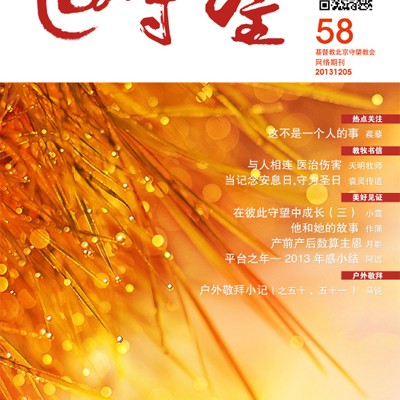 守望
58
基督教北京守望教会
网络期刊
20131205
热点关注
这不是一个人的事
教牧书信
与人相连 医治伤害 天明牧师
当记念安息日,守为圣日 袁灵传道
美好见证
在彼此守望中成长（三） 小雪
他和她的故事
产前产后数算主恩 月影
平台之年— 2013 年感小结 阿远
户外敬拜
户外敬拜小记（之五十 、五十一 ）